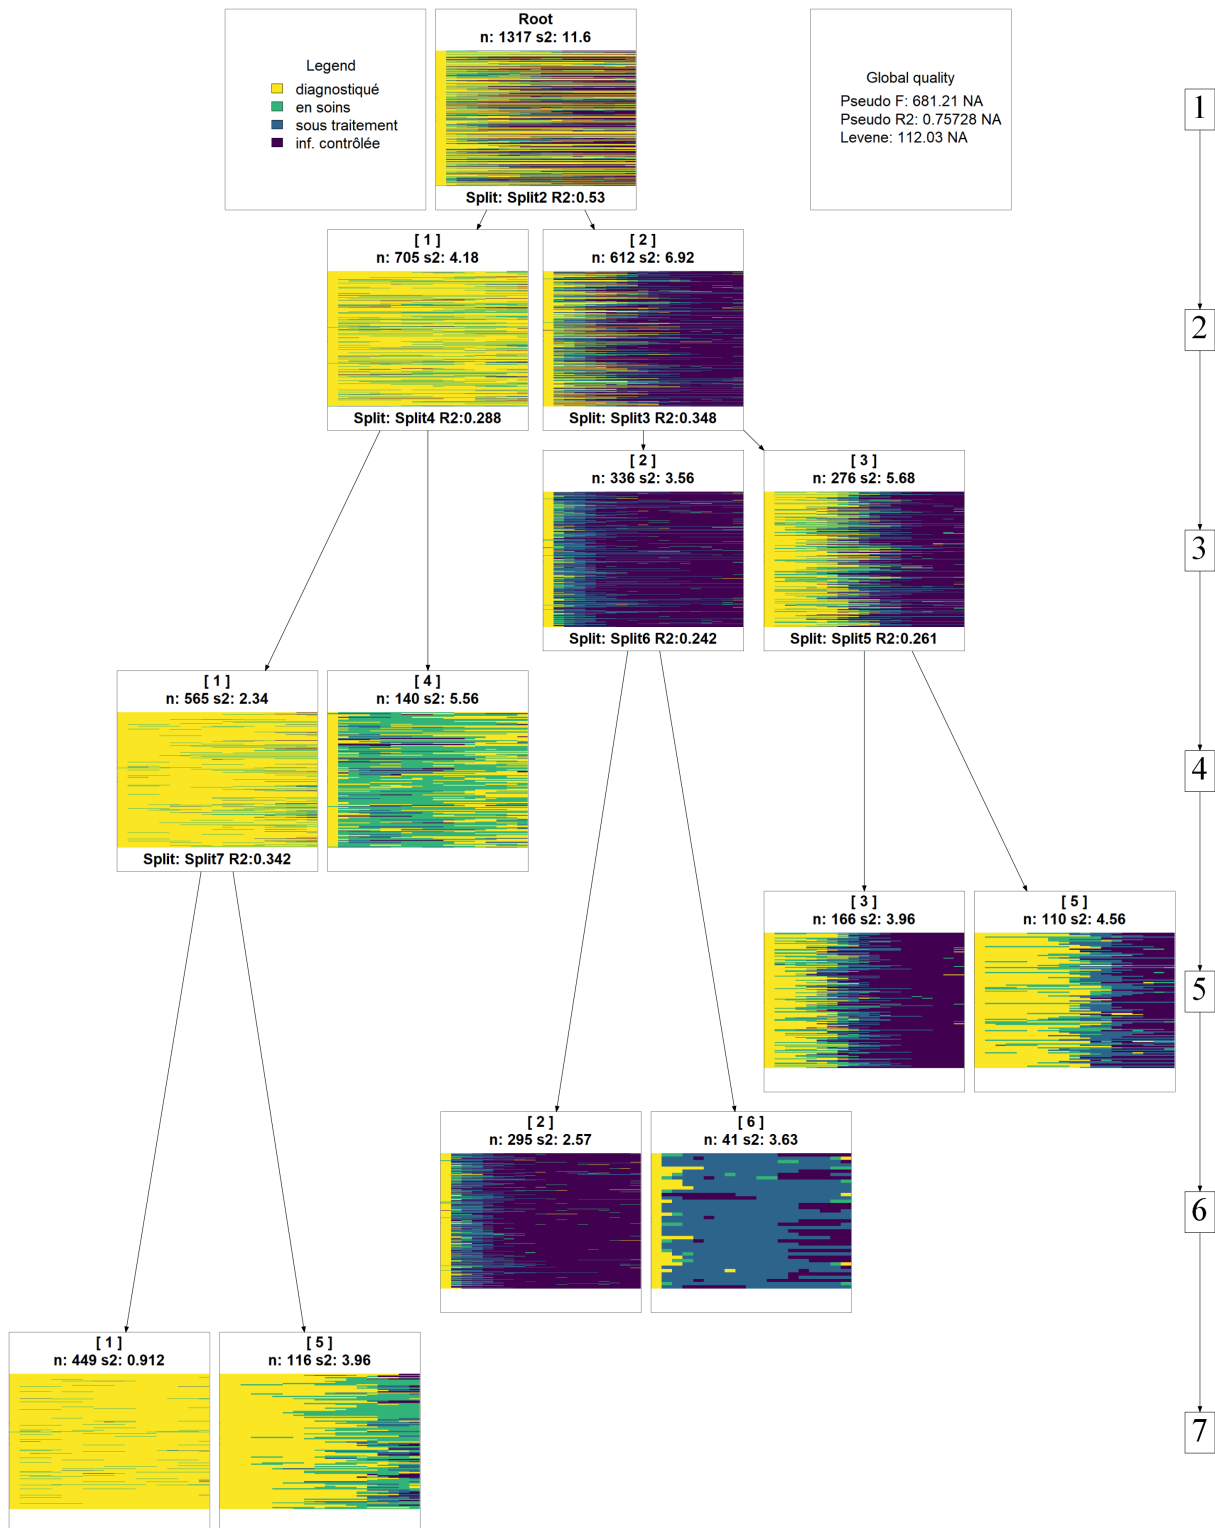 Root
n: 1317 s2: 11.6
Split: Split2 R2:0.53
Legend
diagnostiqué
en soins
sous traitement
inf. contrôlée
Global quality
Pseudo F: 681.21 NA
Pseudo R2: 0.75728 NA
Levene: 112.03 NA
1
[ 1 ]
n: 705 s2: 4.18
Split: Split4 R2:0.288
[ 2 ]
n: 612 s2: 6.92
Split: Split3 R2:0.348
2
[ 2 ]
n: 336 s2: 3.56
Split: Split6 R2:0.242
[ 3 ]
n: 276 s2: 5.68
Split: Split5 R2:0.261
3
[ 1 ]
n: 565 s2: 2.34
Split: Split7 R2:0.342
[ 4 ]
n: 140 s2: 5.56
4
[ 3 ]
n: 166 s2: 3.96
[ 5 ]
n: 110 s2: 4.56
5
[ 2 ]
n: 295 s2: 2.57
[ 6 ]
n: 41 s2: 3.63
6
[ 1 ]
n: 449 s2: 0.912
[ 5 ]
n: 116 s2: 3.96
7